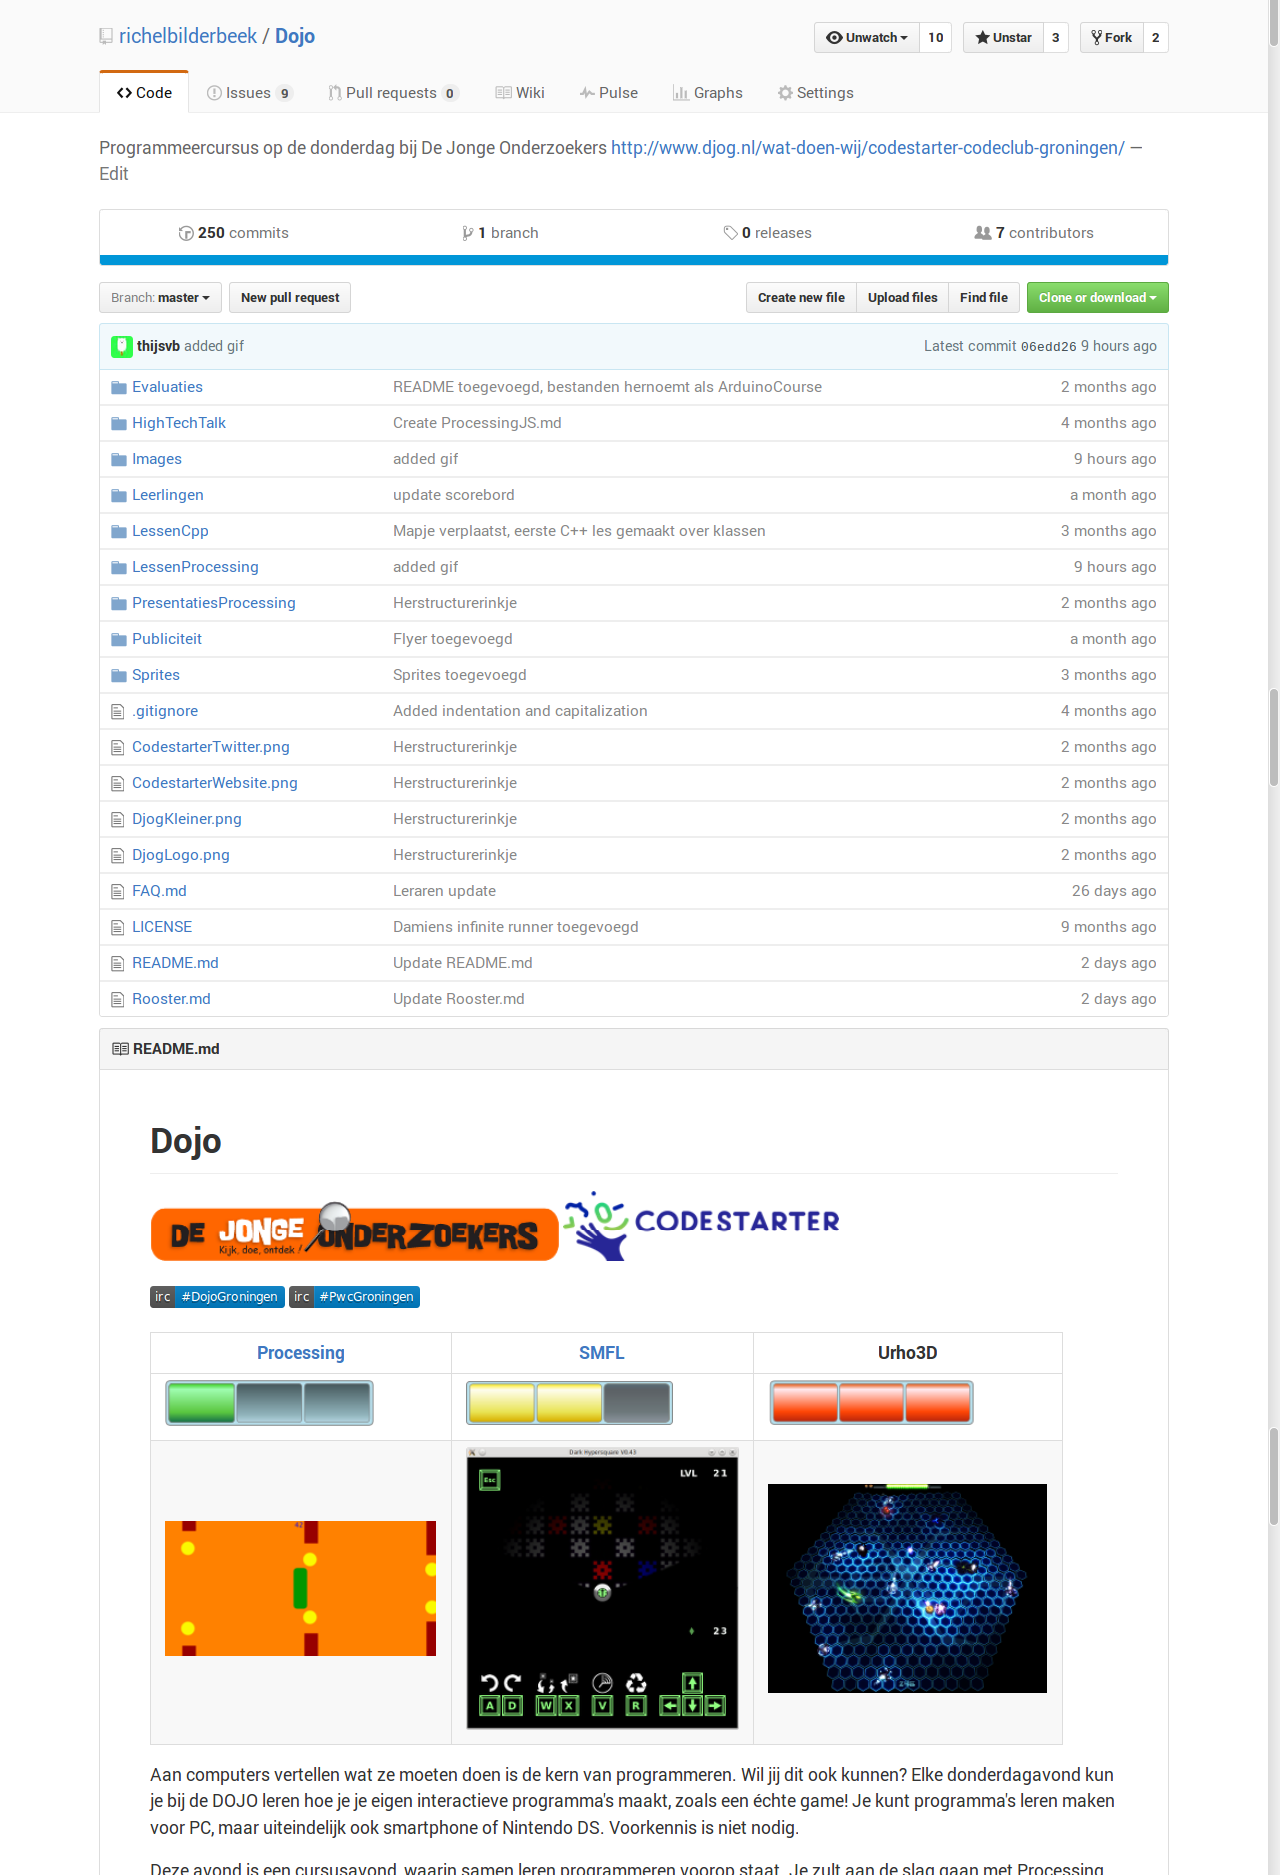 richelbilderbeek / Dojo
Unwatch 10 Unstar 3 Fork 2
Code Issues 9 Pull requests 0 Wiki Pulse Graphs Settings
Programmeercursus op de donderdag bij De Jonge Onderzoekers http://www.djog.nl/wat-doen-wij/codestarter-codeclub-groningen/ —
Edit
250 commits 1 branch 0 releases 7 contributors
Branch: master New pull request Create new file Upload files Find file Clone or download
thijsvb added gif Latest commit 06edd26 9 hours ago
Evaluaties README toegevoegd, bestanden hernoemt als ArduinoCourse 2 months ago
HighTechTalk Create ProcessingJS.md 4 months ago
Images added gif 9 hours ago
Leerlingen update scorebord a month ago
LessenCpp Mapje verplaatst, eerste C++ les gemaakt over klassen 3 months ago
LessenProcessing added gif 9 hours ago
PresentatiesProcessing Herstructurerinkje 2 months ago
Publiciteit Flyer toegevoegd a month ago
Sprites Sprites toegevoegd 3 months ago
.gitignore Added indentation and capitalization 4 months ago
CodestarterTwitter.png Herstructurerinkje 2 months ago
CodestarterWebsite.png Herstructurerinkje 2 months ago
DjogKleiner.png Herstructurerinkje 2 months ago
DjogLogo.png Herstructurerinkje 2 months ago
FAQ.md Leraren update 26 days ago
LICENSE Damiens infinite runner toegevoegd 9 months ago
README.md Update README.md 2 days ago
Rooster.md Update Rooster.md 2 days ago
README.md
Dojo
DE JONGE ONDERZOEKERS
Kijk, doe, ontdek!
CODESTARTER
irc #DojoGroningen irc #PwcGroningen
Processing SMFL Urho3D
Dark Hypersquare V0.43
Esc LVL 21
42
23
A D W X V R
Aan computers vertellen wat ze moeten doen is de kern van programmeren. Wil jij dit ook kunnen? Elke donderdagavond kun
je bij de DOJO leren hoe je je eigen interactieve programma's maakt, zoals een échte game! Je kunt programma's leren maken
voor PC, maar uiteindelijk ook smartphone of Nintendo DS. Voorkennis is niet nodig.
Deze avond is een cursusavond, waarin samen leren programmeren voorop staat. Je zult aan de slag gaan met Processing,